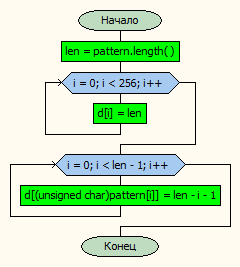 Начало
len = pattern.length()
i = 0; i < 256; i++
d[i] = len
i = 0; i < len - 1; i++
d[(unsigned char)pattern[i]] = len - i - 1
Конец